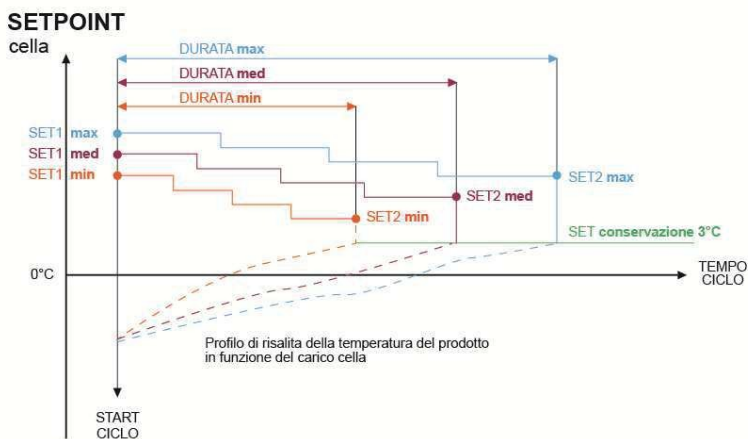 SETPOINT
cella
DURATA max
DURATA med
DURATA min
SET1 max
SET1 med
SET1 min
SET2 max
SET2 med
SET2 min
SET conservazione 3°C
0°C
TEMPO
CICLO
Profilo di risalita della temperatura del prodotto
in funzione del carico cella
START
CICLO